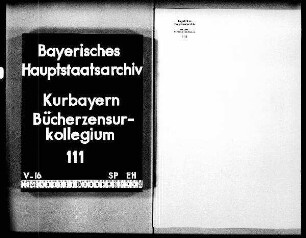 Bayerisches
Hauptstaatsarchiv
Kurbayern
Bücherzensur-
kollegium
111
V-16 SP EH